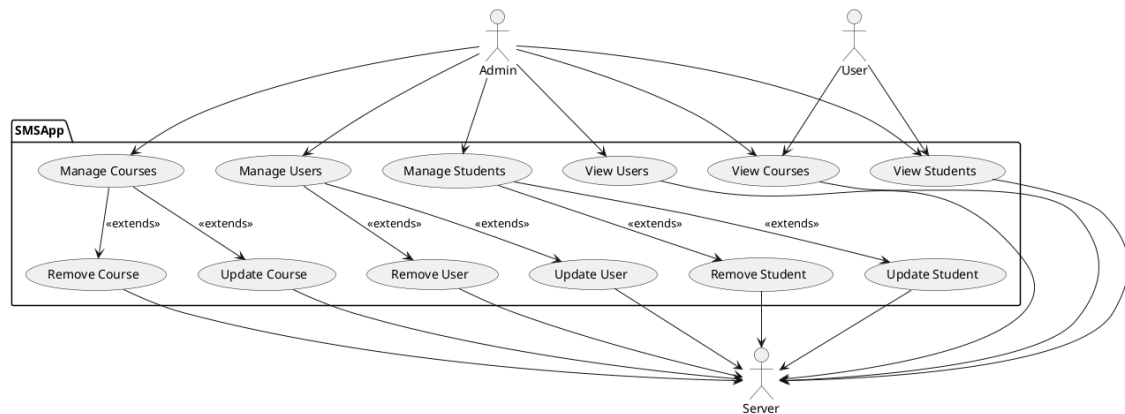 Admin
User
SMSApp
Manage Courses
Manage Users
Manage Students
View Users
View Courses
View Students
«extends»
«extends»
«extends»
«extends»
«extends»
«extends»
Remove Course
Update Course
Remove User
Update User
Remove Student
Update Student
Server